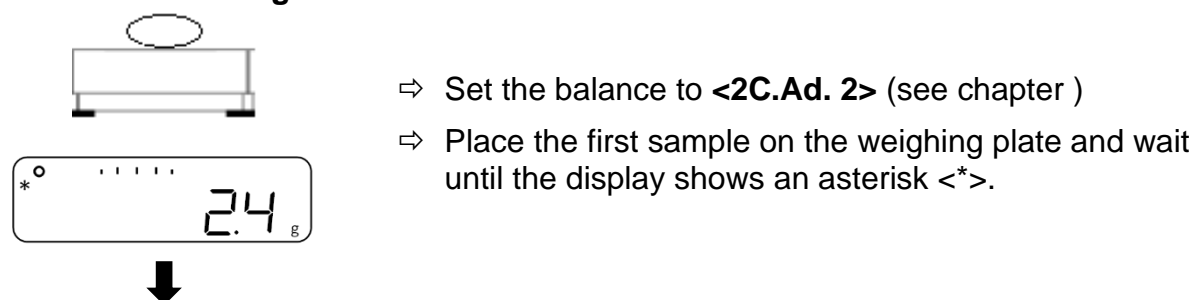 ⇨ Set the balance to <2C.Ad. 2> (see chapter )
⇨ Place the first sample on the weighing plate and wait
until the display shows an asterisk <*>.
* 2.4 g